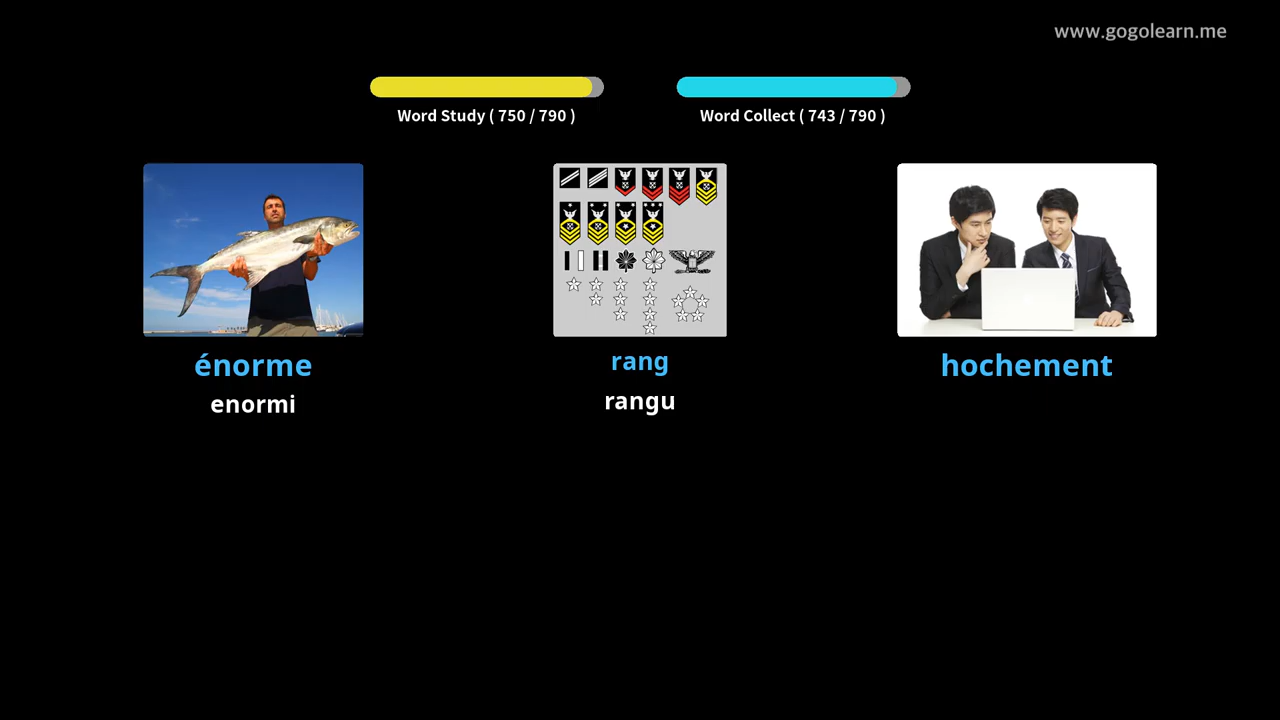 www.gogolearn.me
Word Study ( 750 / 790 )
Word Collect ( 743 / 790 )
énorme
rang
hochement
enormi
rangu